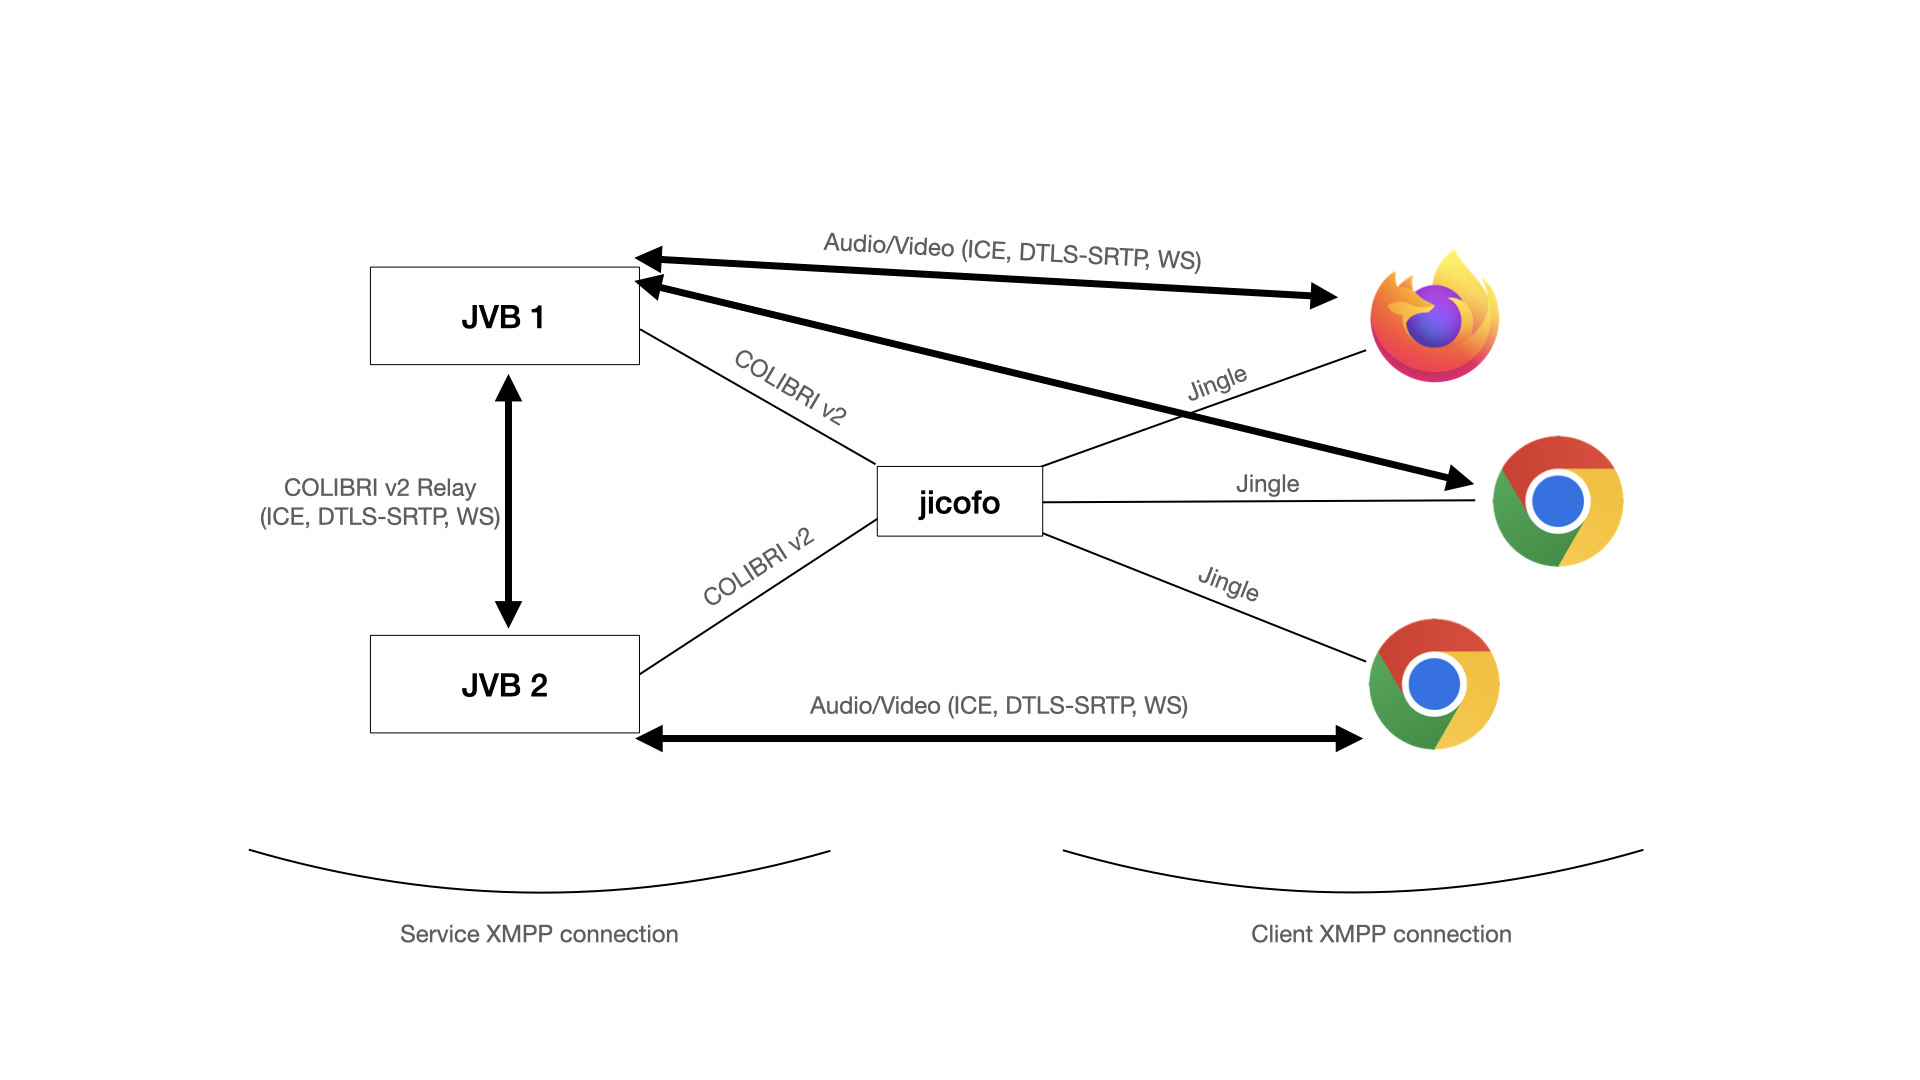 Audio/Video (ICE, DTLS-SRTP, WS)
JVB 1
COLIBRI v2
Jingle
COLIBRI v2 Relay
(ICE, DTLS-SRTP, WS)
jicofo
Jingle
COLIBRI v2
Jingle
JVB 2
Audio/Video (ICE, DTLS-SRTP, WS)
Service XMPP connection
Client XMPP connection